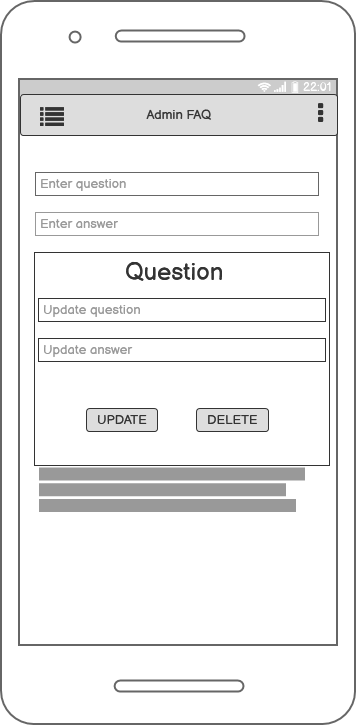 22:01
Admin FAQ
Enter question
Enter answer
Question
Update question
Update answer
UPDATE DELETE